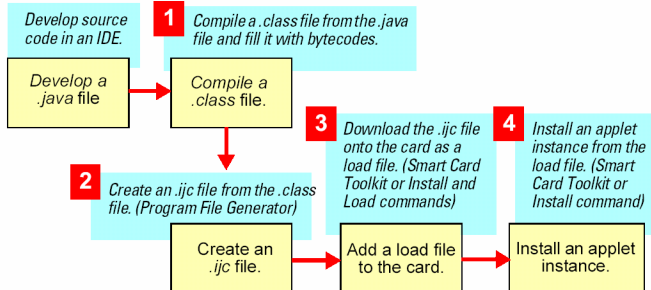 Develop source
code in an IDE.
Develop a
.java file
1
Compile a .class file from the .java
file and fill it with bytecodes.
Compile a
.class file.
2
Create an .ijc file from the .class
file. (Program File Generator)
Create an
.ijc file.
3
Download the .ijc file
onto the card as a
load file. (Smart Card
Toolkit or Install and
Load commands)
Add a load file
to the card.
4
Install an applet
instance from the
load file. (Smart
Card Toolkit or
Install command)
Install an applet
instance.